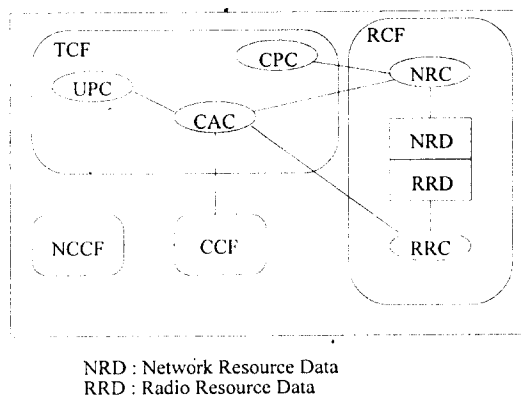 TCF
RCF
CPC
NRC
UPC
CAC
NRD
RRD
NCCF
CCF
RRC
NRD : Network Resource Data
RRD : Radio Resource Data